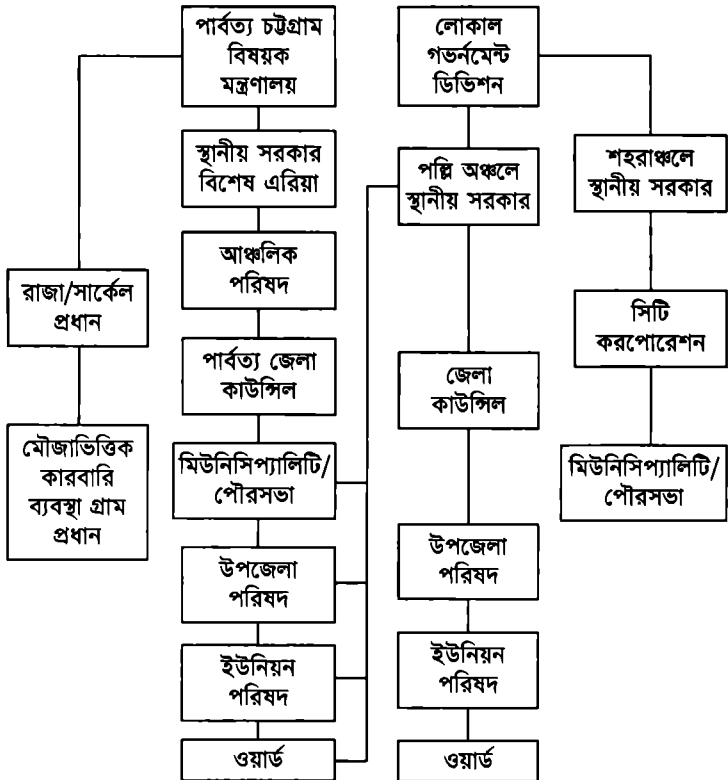 পার্বত্য চট্টগ্রাম
বিষয়ক
মন্ত্রণালয়
লোকাল
গভর্নমেন্ট
ডিভিশন
স্থানীয় সরকার
বিশেষ এরিয়া
পল্লি অঞ্চলে
স্থানীয় সরকার
শহরাঞ্চলে
স্থানীয় সরকার
আঞ্চলিক
পরিষদ
রাজা/সার্কেল
প্রধান
সিটি
করপোরেশন
পার্বত্য জেলা
কাউন্সিল
জেলা
কাউন্সিল
মৌজাভিত্তিক
কারবারি
ব্যবস্থা গ্রাম
প্রধান
মিউনিসিপ্যালিটি/
পৌরসভা
মিউনিসিপ্যালিটি/
পৌরসভা
উপজেলা
পরিষদ
উপজেলা
পরিষদ
ইউনিয়ন
পরিষদ
ইউনিয়ন
পরিষদ
ওয়ার্ড
ওয়ার্ড